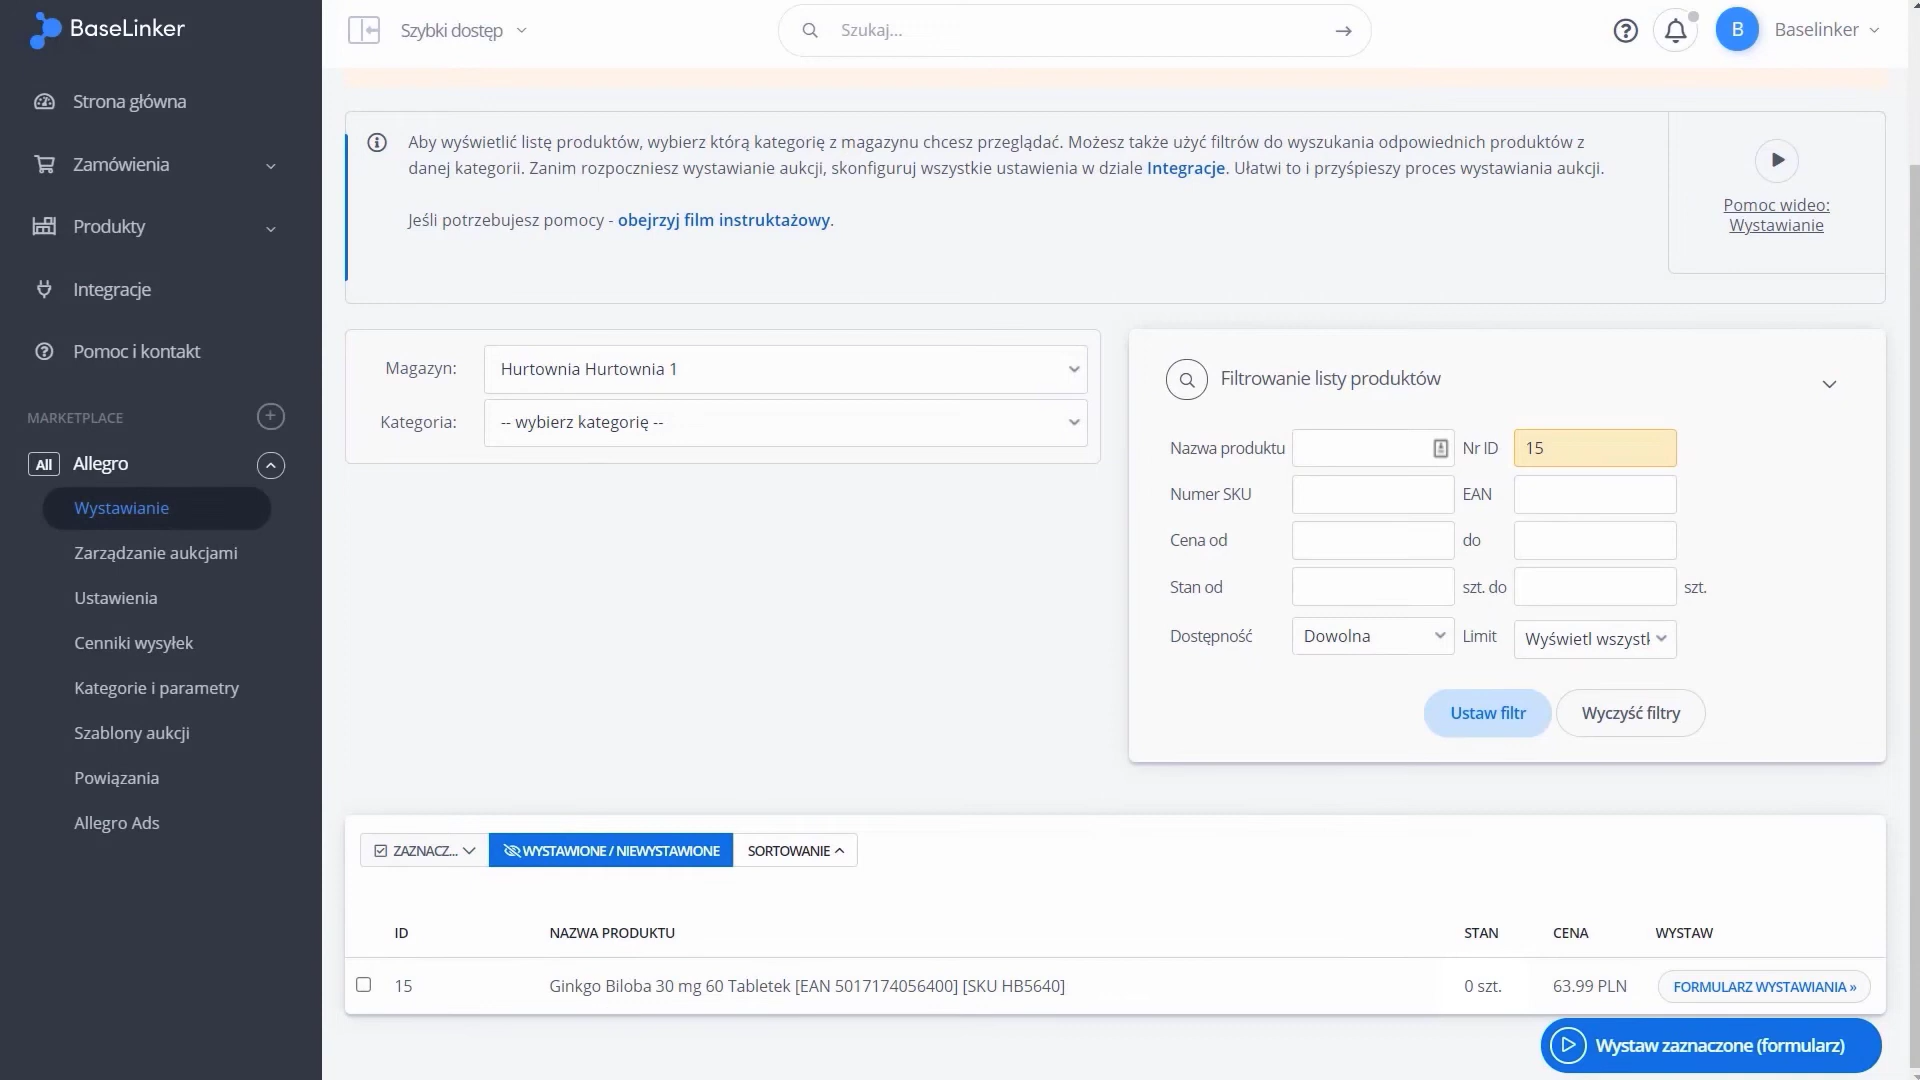 BaseLinker
Szybki dostęp
Szukaj...
B
Baselinker
Strona główna
Zamówienia
Produkty
Integracje
Pomoc i kontakt
MARKETPLACE
All Allegro
Wystawianie
Zarządzanie aukcjami
Ustawienia
Cenniki wysyłek
Kategorie i parametry
Szablony aukcji
Powiązania
Allegro Ads
Aby wyświetlić listę produktów, wybierz którą kategorię z magazynu chcesz przeglądać. Możesz także użyć filtrów do wyszukania odpowiednich produktów z
danej kategorii. Zanim rozpoczniesz wystawianie aukcji, skonfiguruj wszystkie ustawienia w dziale Integracje. Ułatwi to i przyśpieszy proces wystawiania aukcji.
Jeśli potrzebujesz pomocy - obejrzyj film instruktażowy.
Pomoc wideo:
Wystawianie
Magazyn: Hurtownia Hurtownia 1
Kategoria: -- wybierz kategorię --
Filtrowanie listy produktów
Nazwa produktu Nr ID 15
Numer SKU EAN
Cena od do
Stan od szt. do szt.
Dostępność Dowolna Limit Wyświetl wszystk
Ustaw filtr Wyczyść filtry
ZAZNACZ... WYSTAWIONE / NIEWYSTAWIONE SORTOWANIE
ID NAZWA PRODUKTU STAN CENA WYSTAW
15 Ginkgo Biloba 30 mg 60 Tabletek [EAN 5017174056400] [SKU HB5640] 0 szt. 63.99 PLN FORMULARZ WYSTAWIANIA »
Wystaw zaznaczone (formularz)